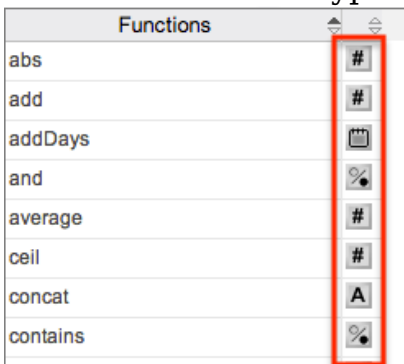 Functions
abs #
add #
addDays
and %
average #
ceil #
concat A
contains %